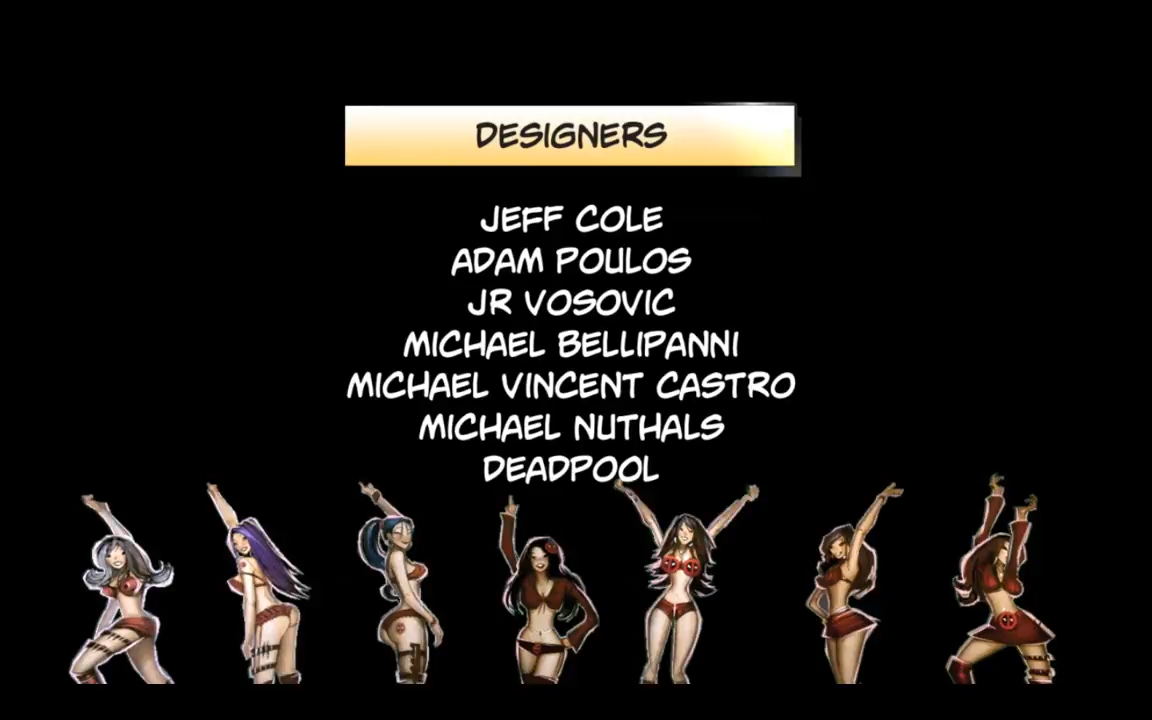 DESIGNERS
JEFF COLE
ADAM POULOS
JR VOSOVIC
MICHAEL BELLIPANNI
MICHAEL VINCENT CASTRO
MICHAEL NUTHALS
DEADPOOL